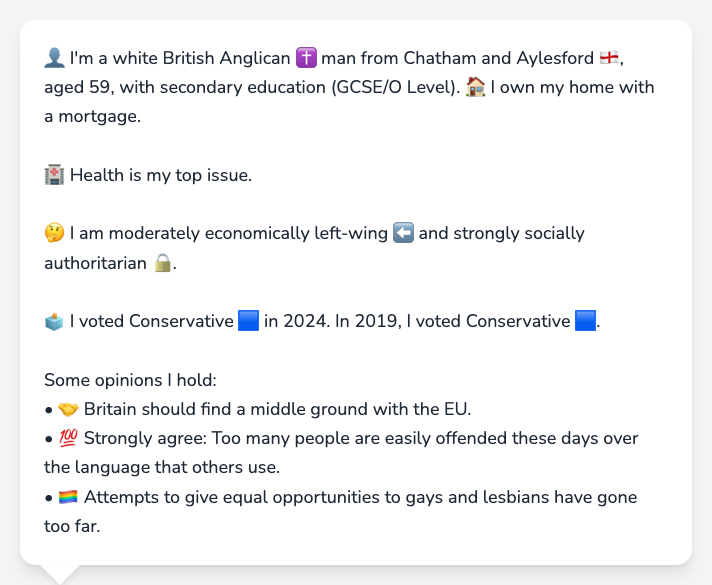 👤 I'm a white British Anglican ✝️ man from Chatham and Aylesford 🏴󠁧󠁢󠁥󠁮󠁧󠁿,
aged 59, with secondary education (GCSE/O Level). 🏠 I own my home with
a mortgage.
🏥 Health is my top issue.
🤔 I am moderately economically left-wing ⬅️ and strongly socially
authoritarian 🔒.
🗳️ I voted Conservative 🟦 in 2024. In 2019, I voted Conservative 🟦.
Some opinions I hold:
• 🤝 Britain should find a middle ground with the EU.
• 💯 Strongly agree: Too many people are easily offended these days over
the language that others use.
• 🏳️‍🌈 Attempts to give equal opportunities to gays and lesbians have gone
too far.